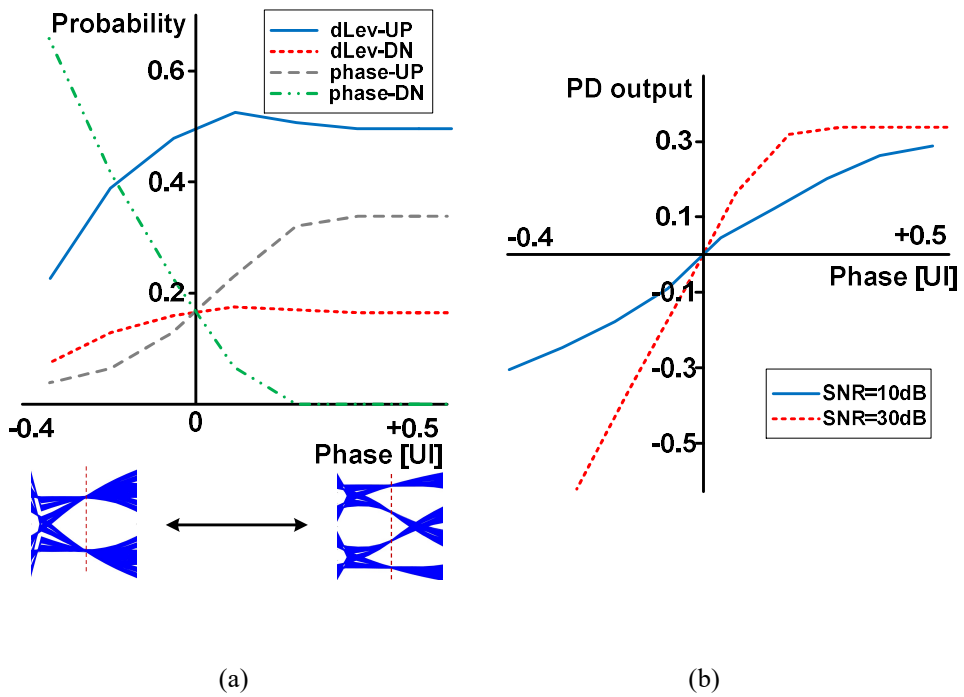 Probability
dLev-UP
dLev-DN
phase-UP
phase-DN
0.6
0.4
0.2
-0.4
0
+0.5
Phase [UI]
(a)
PD output
0.3
0.1
-0.4
+0.5
Phase [UI]
-0.1
-0.3
-0.5
SNR=10dB
SNR=30dB
(b)